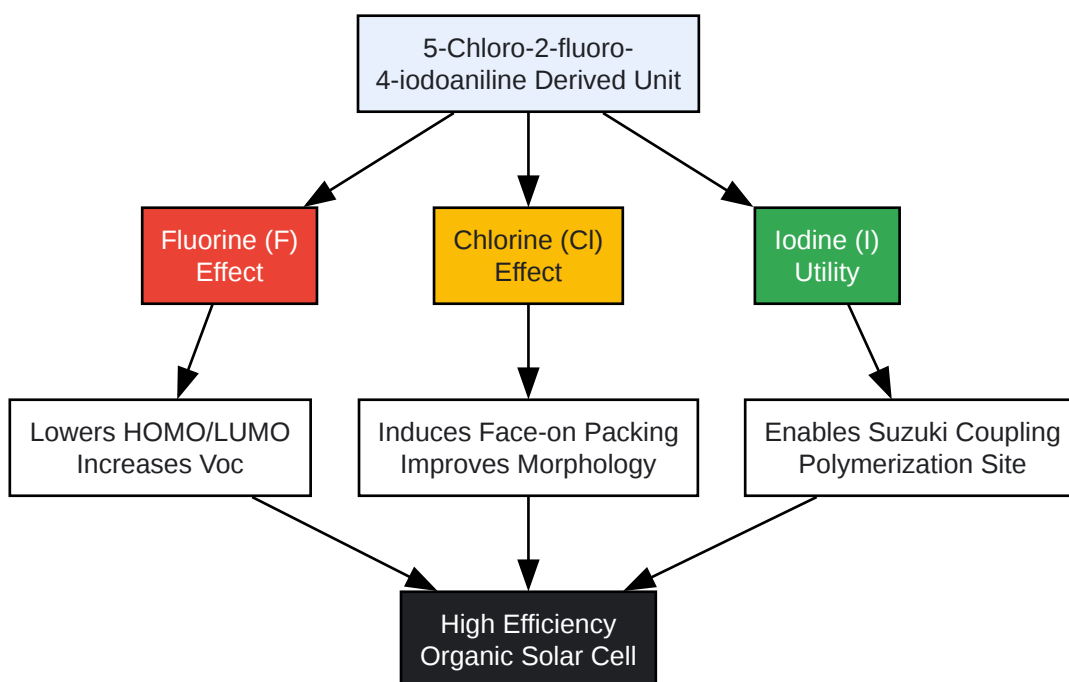 5-Chloro-2-fluoro-
4-iodoaniline Derived Unit
Fluorine (F)
Effect
Chlorine (Cl)
Effect
Iodine (I)
Utility
Lowers HOMO/LUMO
Increases Voc
Induces Face-on Packing
Improves Morphology
Enables Suzuki Coupling
Polymerization Site
High Efficiency
Organic Solar Cell